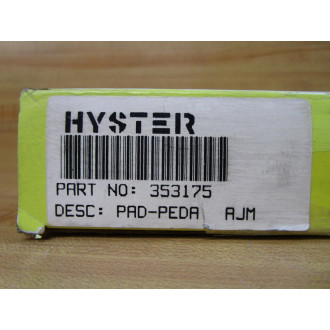 HYSTER
PART NO: 353175
DESC: PAD-PEDA AJM